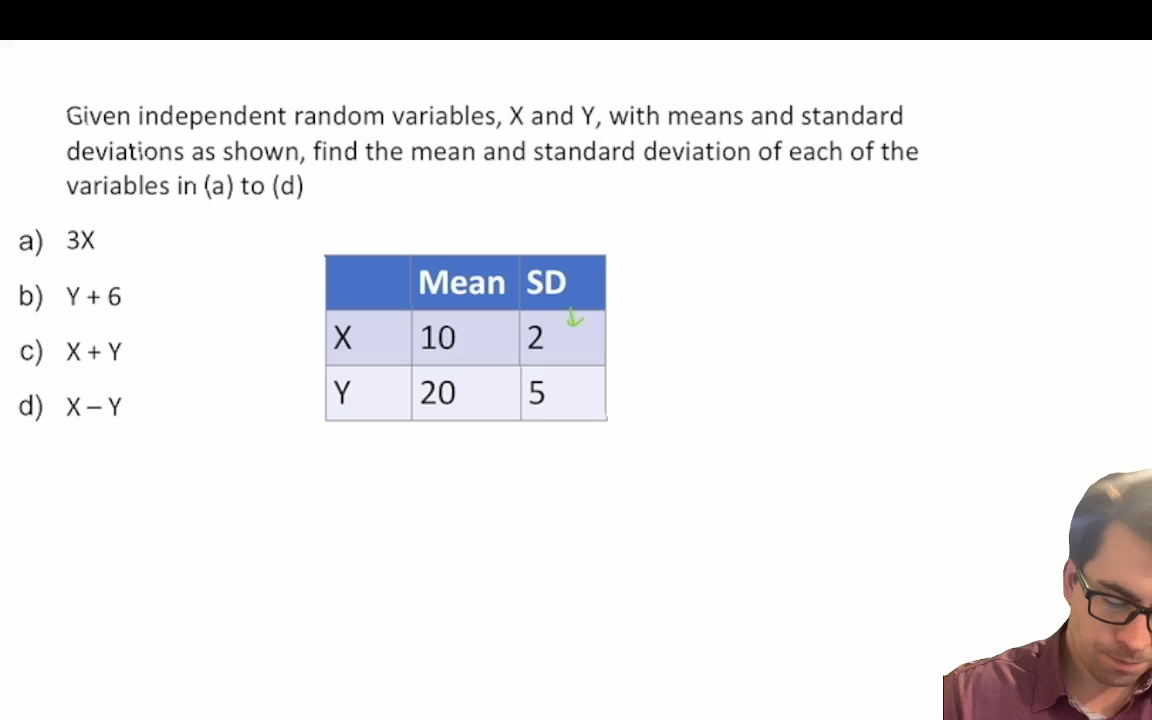 Given independent random variables, X and Y, with means and standard
deviations as shown, find the mean and standard deviation of each of the
variables in (a) to (d)
a) 3X
b) Y + 6
c) X + Y
d) X – Y
Mean SD
X 10 2
Y 20 5